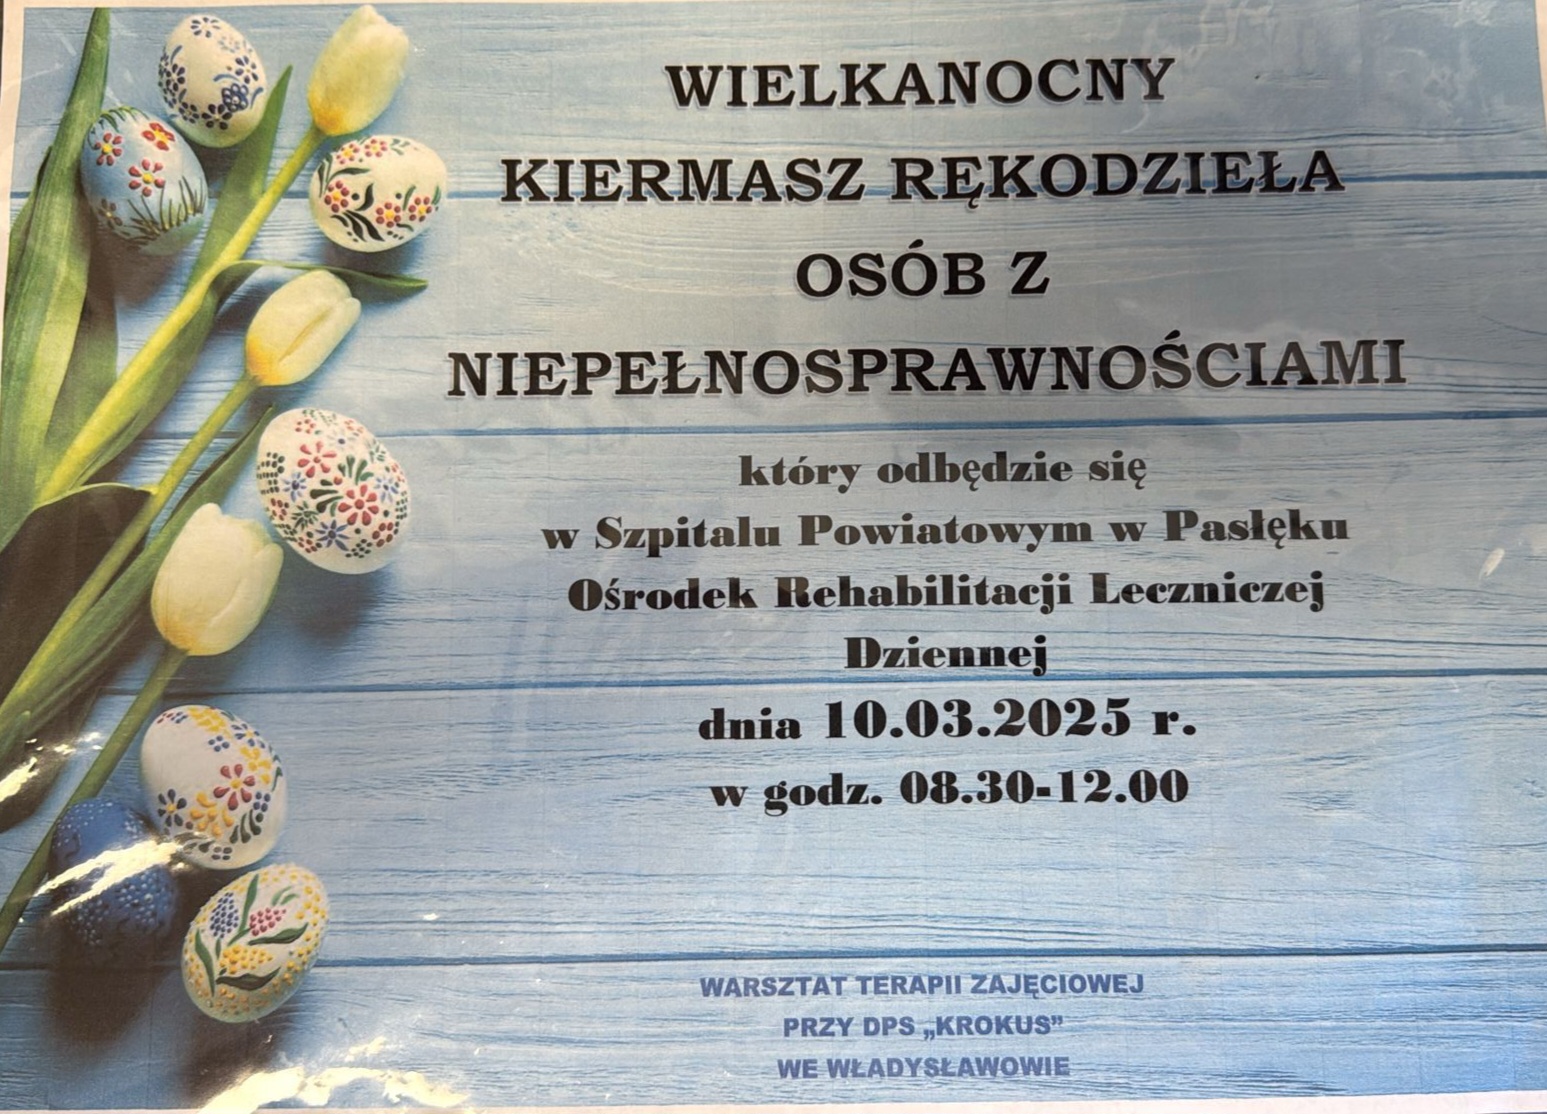 WIELKANOCNY
KIERMASZ RĘKODZIEŁA
OSÓB Z
NIEPEŁNOSPRAWNOŚCIAMI
który odbędzie się
w Szpitalu Powiatowym w Pasłęku
Ośrodek Rehabilitacji Leczniczej
Dziennej
dnia 10.03.2025 r.
w godz. 08.30-12.00
WARSZTAT TERAPII ZAJĘCIOWEJ
PRZY DPS „KROKUS”
WE WŁADYSŁAWOWIE